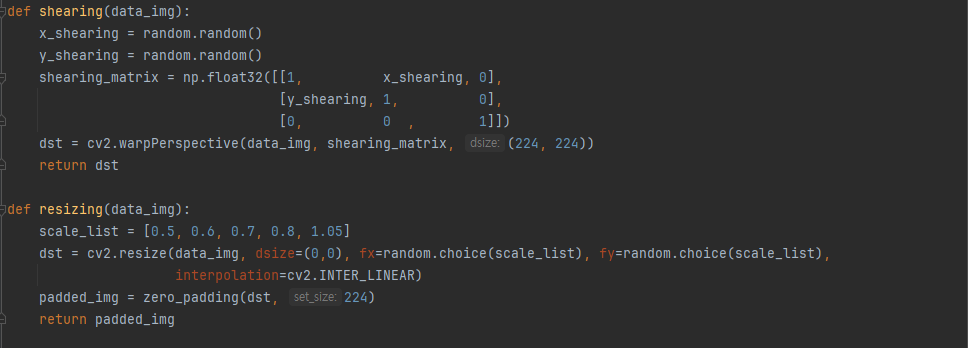 def shearing(data_img):
    x_shearing = random.random()
    y_shearing = random.random()
    shearing_matrix = np.float32([[1,          x_shearing, 0],
                                  [y_shearing, 1,          0],
                                  [0,          0  ,        1]])
    dst = cv2.warpPerspective(data_img, shearing_matrix, dsize: (224, 224))
    return dst

def resizing(data_img):
    scale_list = [0.5, 0.6, 0.7, 0.8, 1.05]
    dst = cv2.resize(data_img, dsize=(0,0), fx=random.choice(scale_list), fy=random.choice(scale_list),
                     interpolation=cv2.INTER_LINEAR)
    padded_img = zero_padding(dst, set_size: 224)
    return padded_img